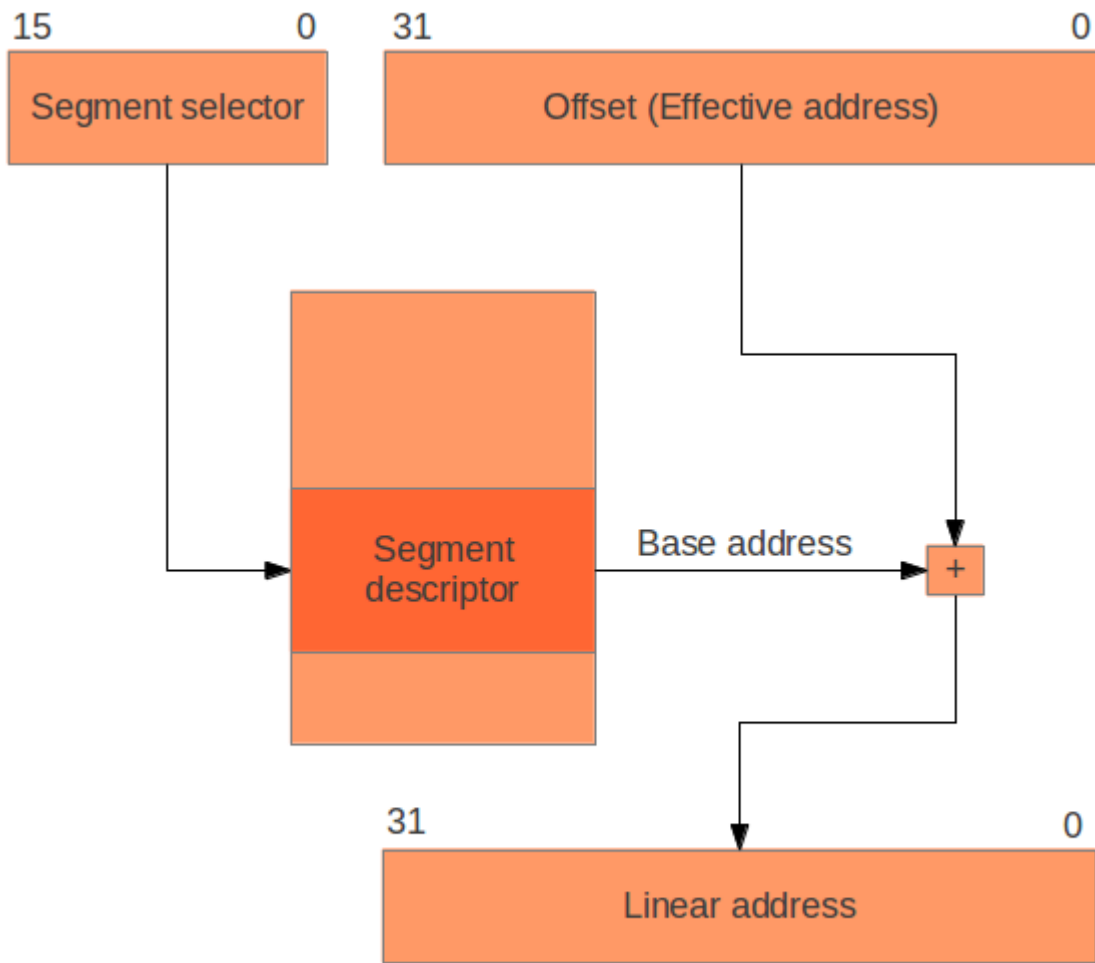 15 0 31 0
Segment selector Offset (Effective address)
Base address
Segment
descriptor
+
31 0
Linear address